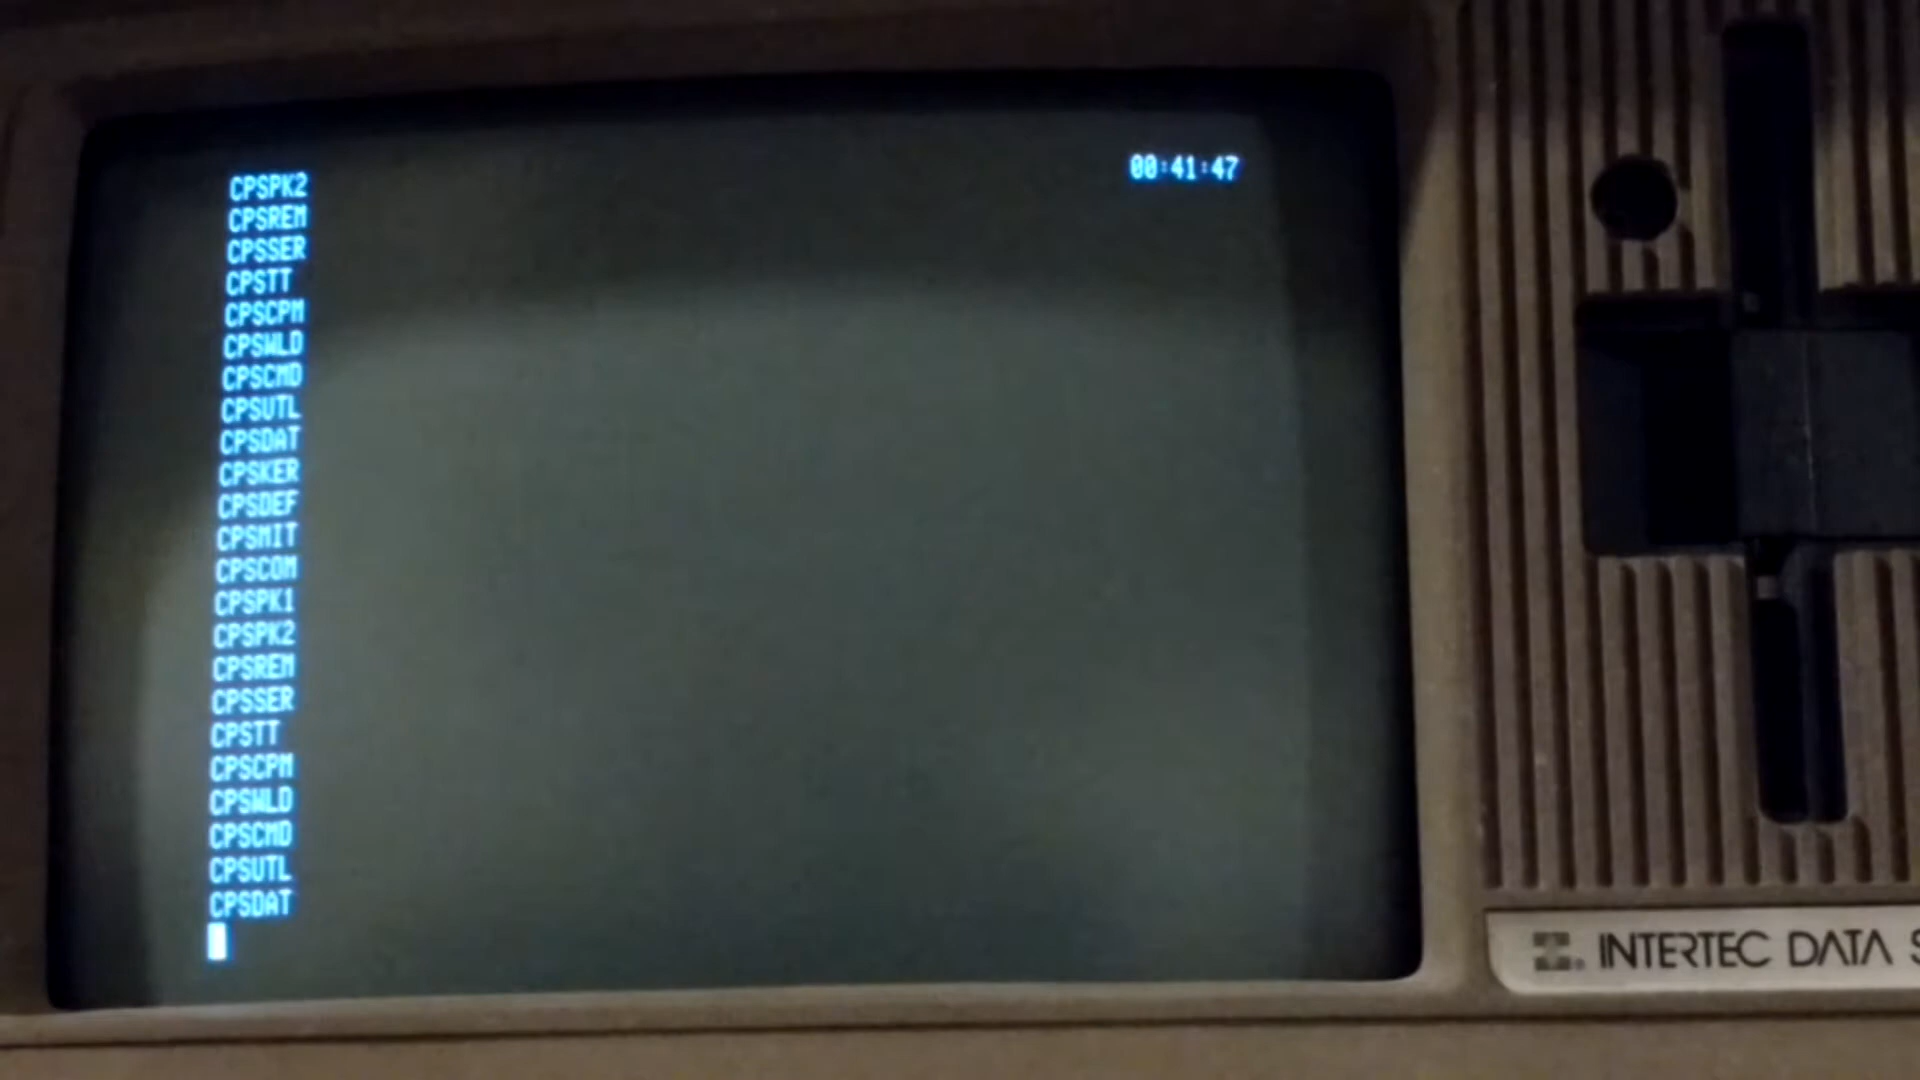 00:41:47
CPSPK2
CPSREM
CPSSER
CPSTT
CPSCPM
CPSWLD
CPSCMD
CPSUTL
CPSDAT
CPSKER
CPSDEF
CPSMIT
CPSCOM
CPSPK1
CPSPK2
CPSREM
CPSSER
CPSTT
CPSCPM
CPSWLD
CPSCMD
CPSUTL
CPSDAT
INTERTEC DATA S